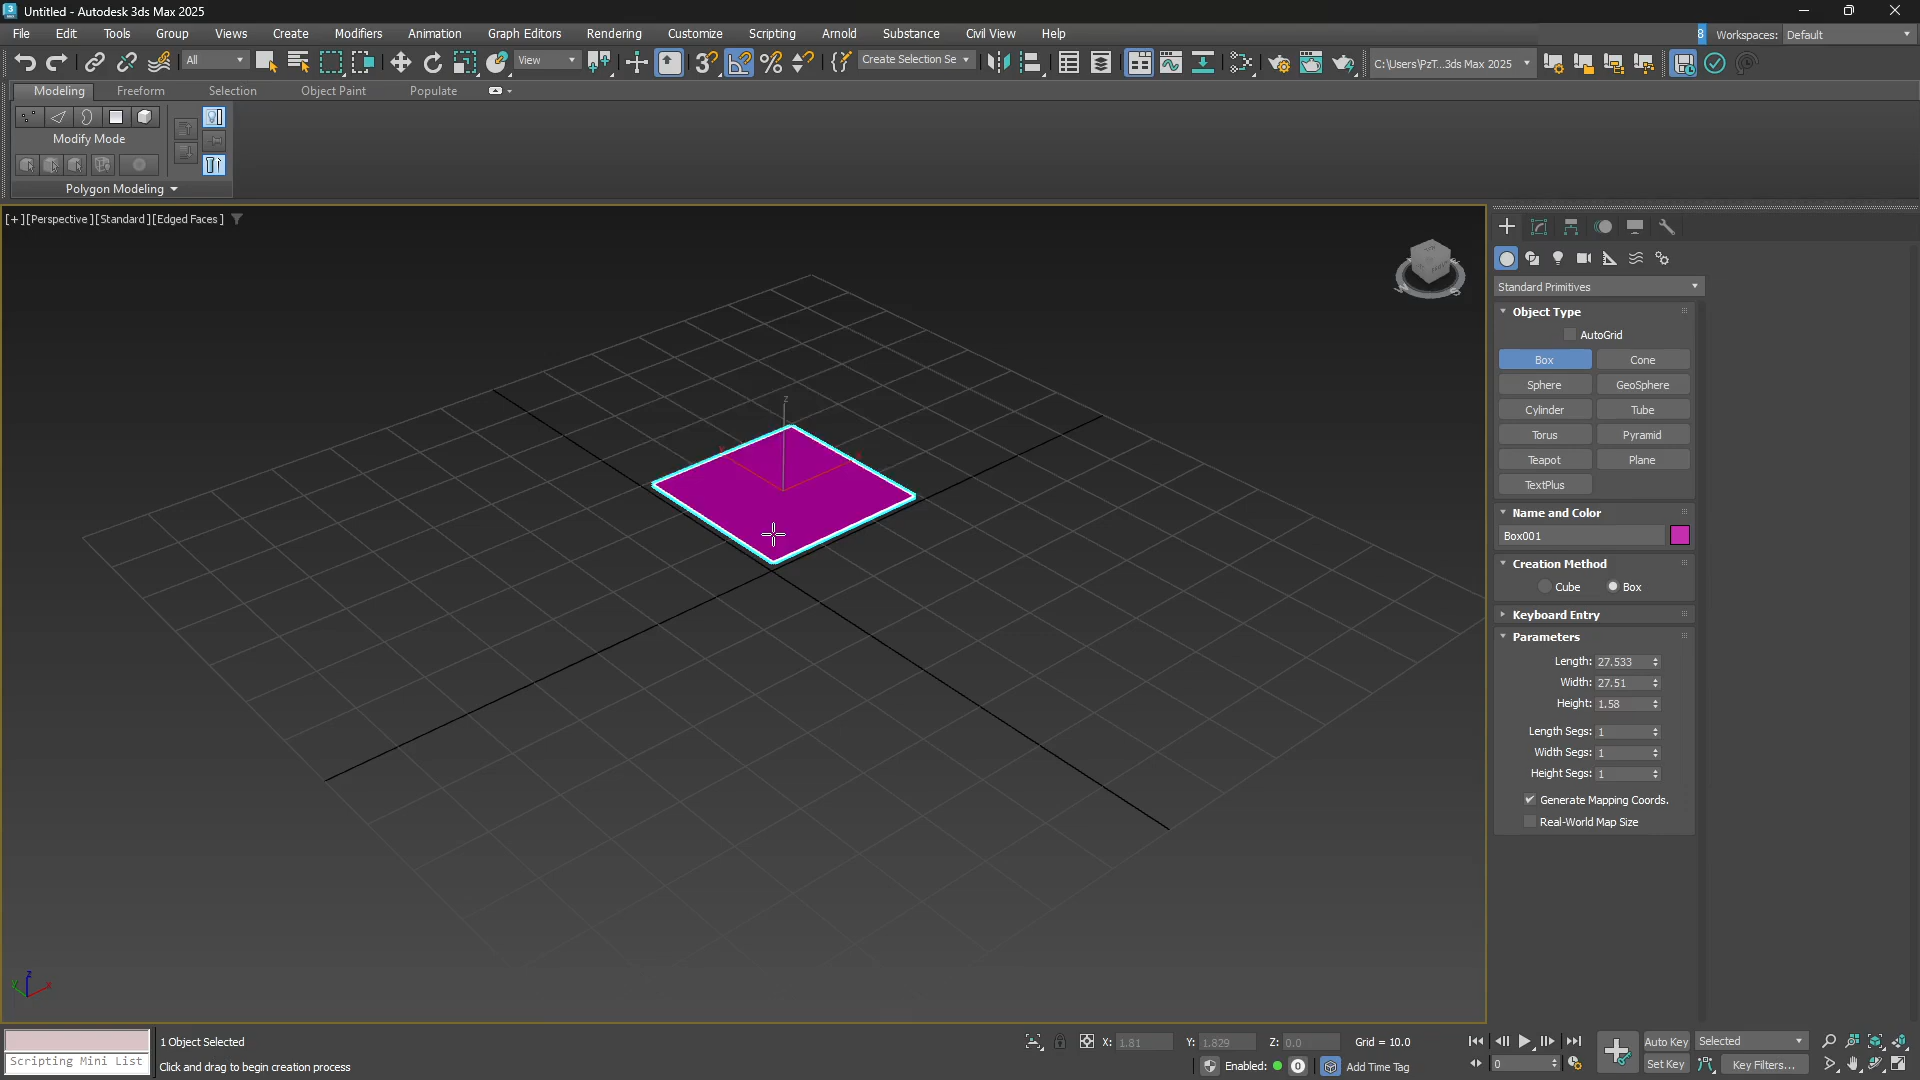 Untitled - Autodesk 3ds Max 2025
File Edit Tools Group Views Create Modifiers Animation Graph Editors Rendering Customize Scripting Arnold Substance Civil View Help
8 Workspaces: Default
All View Create Selection Se C:\Users\PzT...3ds Max 2025
Modeling Freeform Selection Object Paint Populate
Modify Mode
Polygon Modeling
[+][Perspective][Standard][Edged Faces]
Standard Primitives
Object Type
AutoGrid
Box Cone
Sphere GeoSphere
Cylinder Tube
Torus Pyramid
Teapot Plane
TextPlus
Name and Color
Box001
Creation Method
Cube Box
Keyboard Entry
Parameters
Length: 27.533
Width: 27.51
Height: 1.58
Length Segs: 1
Width Segs: 1
Height Segs: 1
Generate Mapping Coords.
Real-World Map Size
z
x
z
x
1 Object Selected
X: 1.81 Y: 1.829 Z: 0.0 Grid = 10.0
Auto Key Selected
Scripting Mini List
Click and drag to begin creation process
Enabled: 0 Add Time Tag
0 Set Key Key Filters...